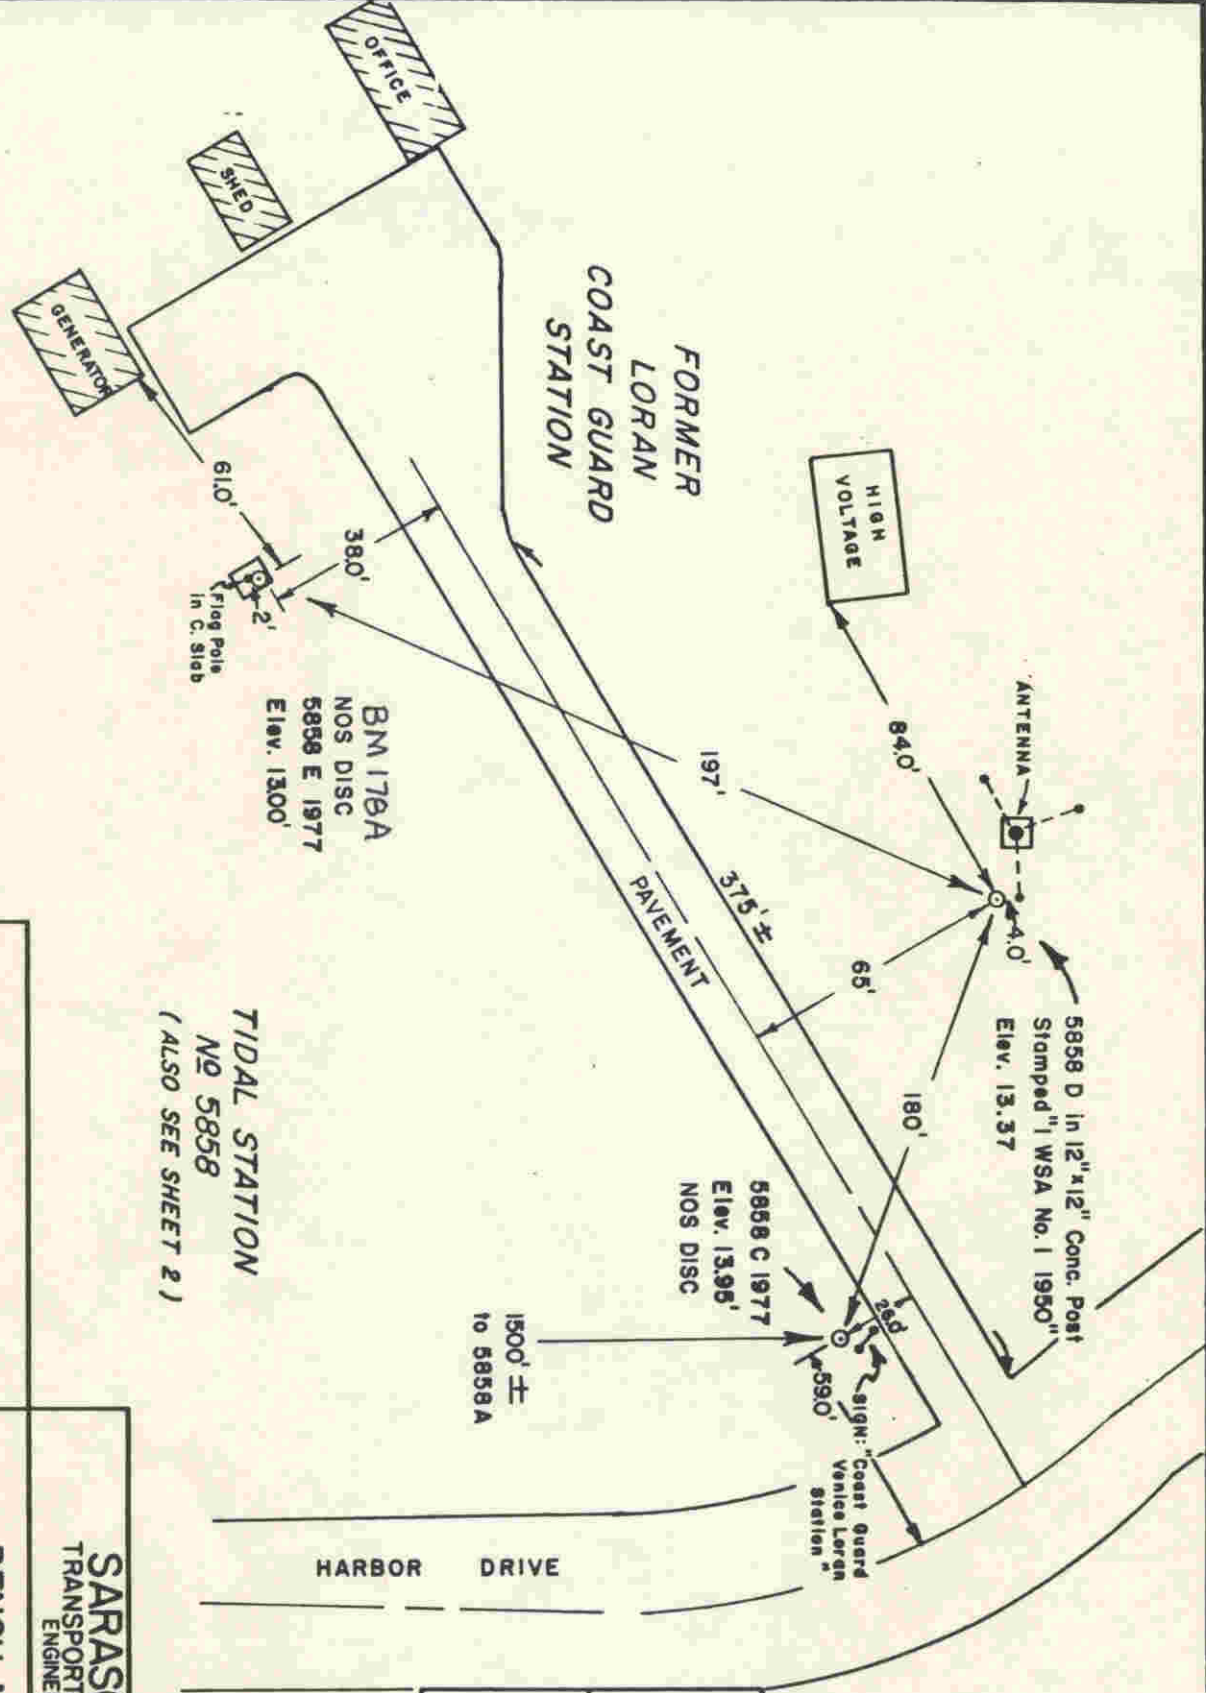 OFFICE
SHED
GENERATOR
FORMER
LORAN
COAST GUARD
STATION
HIGH
VOLTAGE
ANTENNA
84.0'
4.0'
5858 D in 12"x12" Conc. Post
Stamped "1 WSA No. 1 1950"
Elev. 13.37
61.0'
38.0'
2'
Flag Pole
in C. Slab
197'
375' ±
65'
PAVEMENT
180'
BM 178A
NOS DISC
5858 E 1977
Elev. 13.00'
5858 C 1977
Elev. 13.95'
NOS DISC
26.0'
59.0'
SIGN: "Coast Guard
Venice Loran
Station"
1500' ±
to 5858A
TIDAL STATION
NO 5858
( ALSO SEE SHEET 2 )
HARBOR DRIVE
SARASO
TRANSPORT
ENGINE